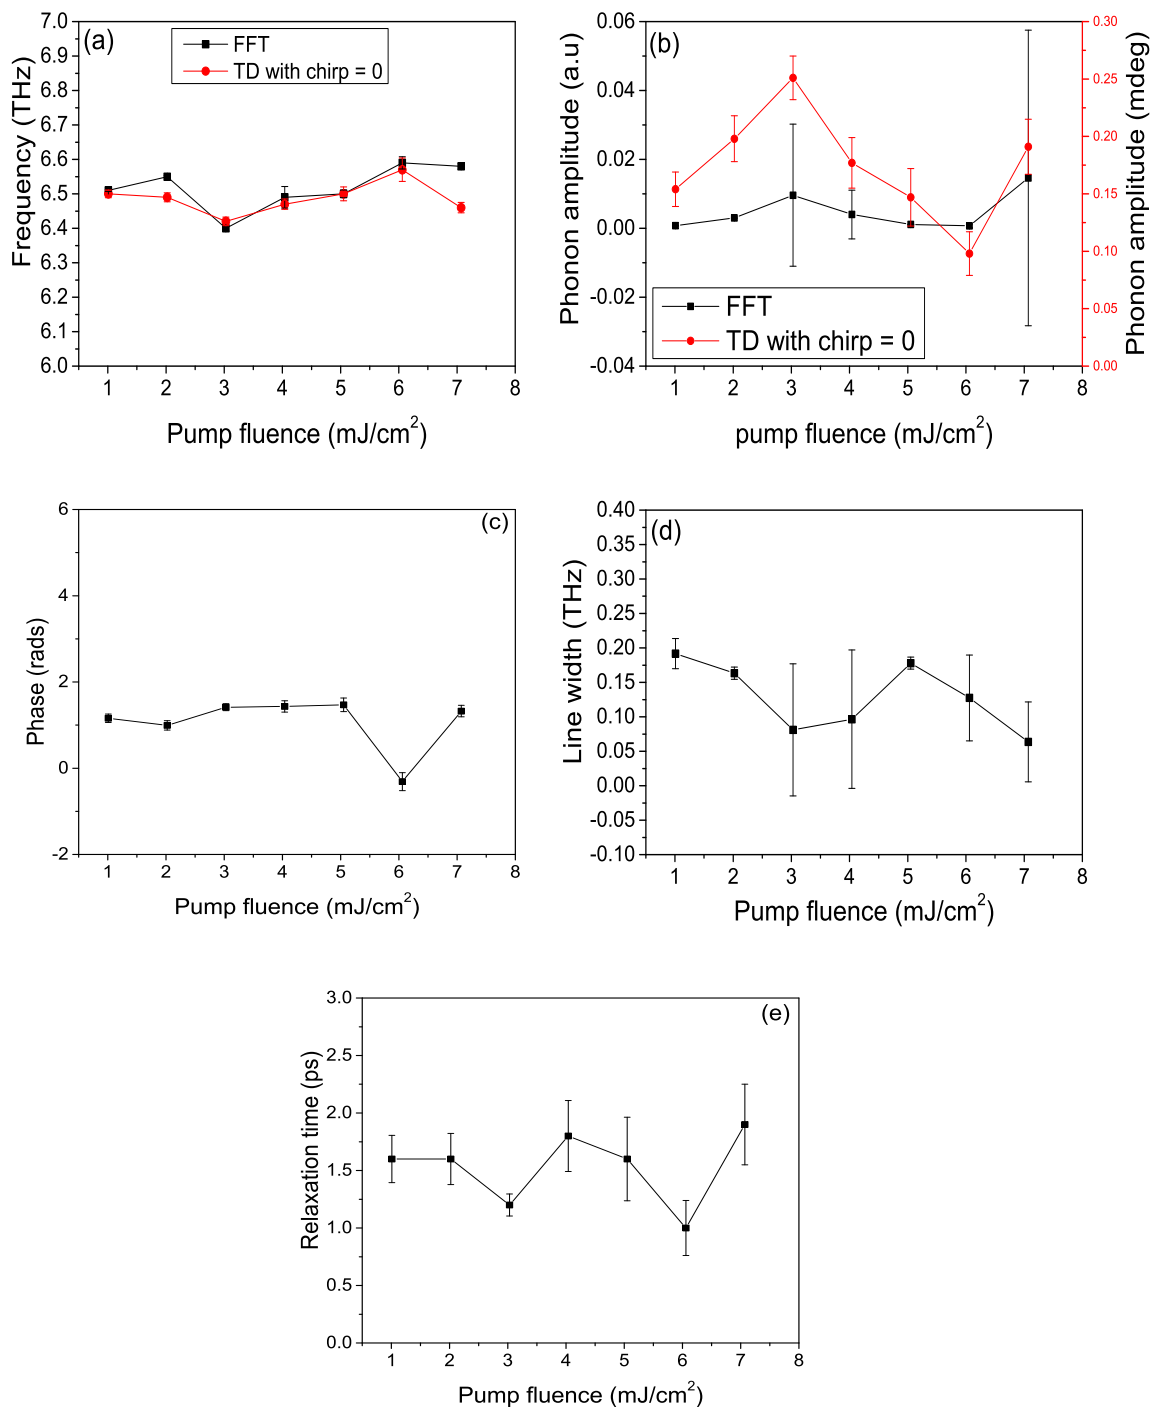 (a)
FFT
TD with chirp = 0
Frequency (THz)
7.0
6.9
6.8
6.7
6.6
6.5
6.4
6.3
6.2
6.1
6.0
1 2 3 4 5 6 7 8
Pump fluence (mJ/cm²)
(b)
Phonon amplitude (a.u)
0.06
0.04
0.02
0.00
-0.02
-0.04
FFT
TD with chirp = 0
0.30
0.25
0.20
0.15
0.10
0.05
0.00
Phonon amplitude (mdeg)
1 2 3 4 5 6 7 8
pump fluence (mJ/cm²)
(c)
Phase (rads)
6
4
2
0
-2
1 2 3 4 5 6 7 8
Pump fluence (mJ/cm²)
(d)
Line width (THz)
0.40
0.35
0.30
0.25
0.20
0.15
0.10
0.05
0.00
-0.05
-0.10
1 2 3 4 5 6 7 8
Pump fluence (mJ/cm²)
(e)
Relaxation time (ps)
3.0
2.5
2.0
1.5
1.0
0.5
0.0
1 2 3 4 5 6 7 8
Pump fluence (mJ/cm²)